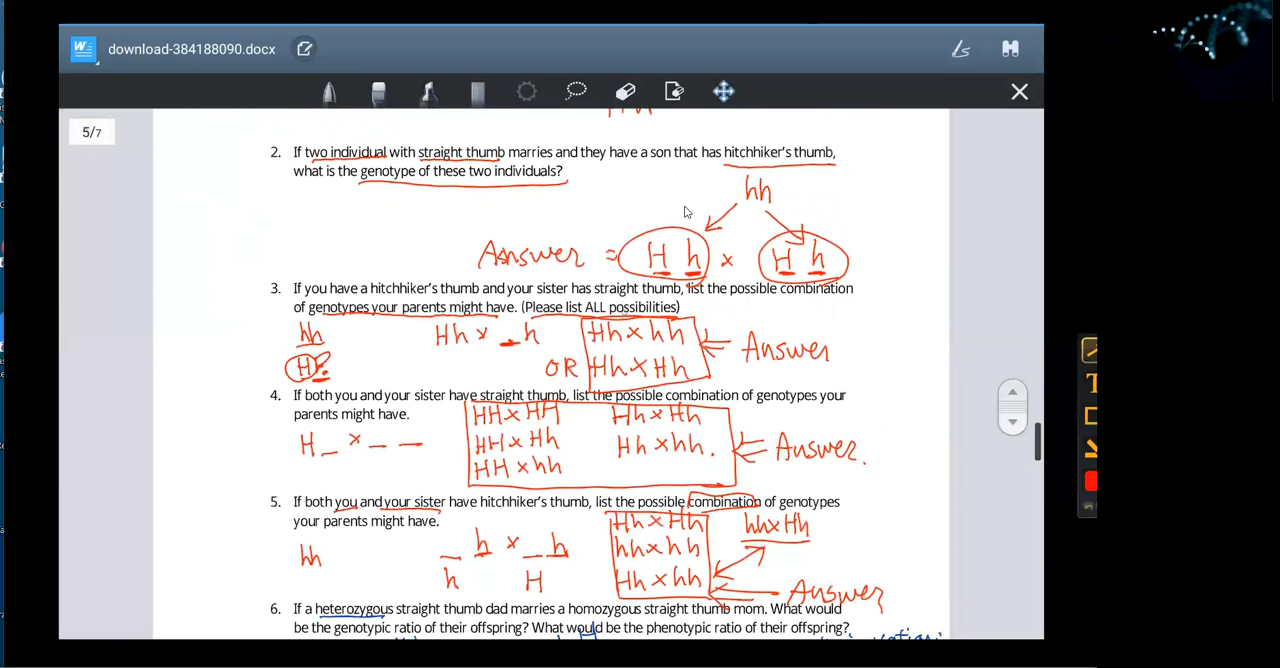 download-384188090.docx
5/7
2. If two individual with straight thumb marries and they have a son that has hitchhiker's thumb,
what is the genotype of these two individuals?
hh
Answer = H h x H h
3. If you have a hitchhiker's thumb and your sister has straight thumb, list the possible combination
of genotypes your parents might have. (Please list ALL possibilities)
hh Hh x _h Hh x hh
H? OR Hh x Hh Answer
4. If both you and your sister have straight thumb, list the possible combination of genotypes your
parents might have.
HH x HH Hh x Hh
H_ x _ _ HH x Hh Hh x hh. Answer.
HH x hh
5. If both you and your sister have hitchhiker's thumb, list the possible combination of genotypes
your parents might have.
Hh x Hh hh x Hh
hh _ h x _ h hh x hh
h H Hh x hh Answer
6. If a heterozygous straight thumb dad marries a homozygous straight thumb mom. What would
be the genotypic ratio of their offspring? What would be the phenotypic ratio of their offspring?